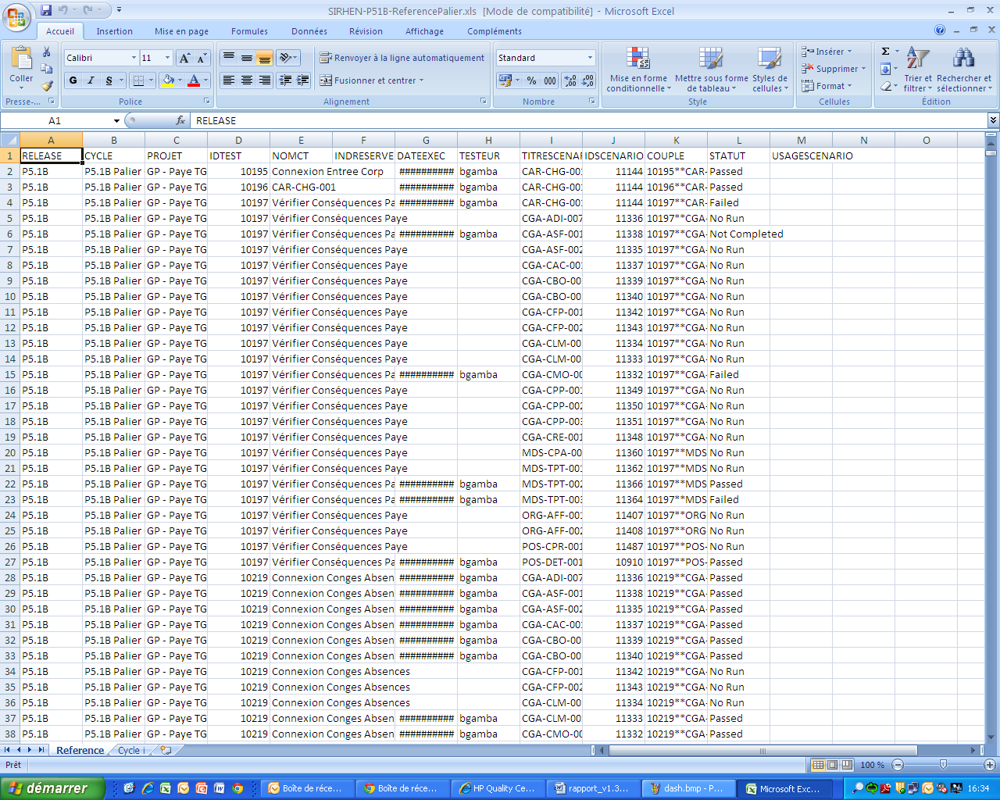 SIRHEN-P51B-ReferencePalier.xls [Mode de compatibilité] - Microsoft Excel
Accueil Insertion Mise en page Formules Données Révision Affichage Compléments
Coller Calibri 11 Renvoyer à la ligne automatiquement Standard Mise en forme conditionnelle Mettre sous forme de tableau Styles de cellules Insérer Supprimer Format Trier et filtrer Rechercher et sélectionner
G I S Fusionner et centrer % 000
Presse-... Police Alignement Nombre Style Cellules Édition
A1 fx RELEASE
A B C D E F G H I J K L M N O
1 RELEASE CYCLE PROJET IDTEST NOMCT INDRESERVE DATEEXEC TESTEUR TITRESCENAR IDSCENARIO COUPLE STATUT USAGESCENARIO
2 P5.1B P5.1B Palier GP - Paye TG 10195 Connexion Entree Corp ########## bgamba CAR-CHG-001 11144 10195**CAR- Passed
3 P5.1B P5.1B Palier GP - Paye TG 10196 CAR-CHG-001 ########## bgamba CAR-CHG-001 11144 10196**CAR- Passed
4 P5.1B P5.1B Palier GP - Paye TG 10197 Vérifier Conséquences Pa ########## bgamba CAR-CHG-001 11144 10197**CAR- Failed
5 P5.1B P5.1B Palier GP - Paye TG 10197 Vérifier Conséquences Paye CGA-ADI-007 11336 10197**CGA- No Run
6 P5.1B P5.1B Palier GP - Paye TG 10197 Vérifier Conséquences Pa ########## bgamba CGA-ASF-001 11338 10197**CGA- Not Completed
7 P5.1B P5.1B Palier GP - Paye TG 10197 Vérifier Conséquences Paye CGA-ASF-002 11335 10197**CGA- No Run
8 P5.1B P5.1B Palier GP - Paye TG 10197 Vérifier Conséquences Paye CGA-CAC-001 11337 10197**CGA- No Run
9 P5.1B P5.1B Palier GP - Paye TG 10197 Vérifier Conséquences Paye CGA-CBO-00 11339 10197**CGA- No Run
10 P5.1B P5.1B Palier GP - Paye TG 10197 Vérifier Conséquences Paye CGA-CBO-00 11340 10197**CGA- No Run
11 P5.1B P5.1B Palier GP - Paye TG 10197 Vérifier Conséquences Paye CGA-CFP-001 11342 10197**CGA- No Run
12 P5.1B P5.1B Palier GP - Paye TG 10197 Vérifier Conséquences Paye CGA-CFP-002 11343 10197**CGA- No Run
13 P5.1B P5.1B Palier GP - Paye TG 10197 Vérifier Conséquences Paye CGA-CLM-00 11334 10197**CGA- No Run
14 P5.1B P5.1B Palier GP - Paye TG 10197 Vérifier Conséquences Paye CGA-CLM-00 11333 10197**CGA- No Run
15 P5.1B P5.1B Palier GP - Paye TG 10197 Vérifier Conséquences Pa ########## bgamba CGA-CMO-00 11332 10197**CGA- Failed
16 P5.1B P5.1B Palier GP - Paye TG 10197 Vérifier Conséquences Paye CGA-CPP-001 11349 10197**CGA- No Run
17 P5.1B P5.1B Palier GP - Paye TG 10197 Vérifier Conséquences Paye CGA-CPP-002 11350 10197**CGA- No Run
18 P5.1B P5.1B Palier GP - Paye TG 10197 Vérifier Conséquences Paye CGA-CPP-003 11351 10197**CGA- No Run
19 P5.1B P5.1B Palier GP - Paye TG 10197 Vérifier Conséquences Paye CGA-CRE-001 11348 10197**CGA- No Run
20 P5.1B P5.1B Palier GP - Paye TG 10197 Vérifier Conséquences Paye MDS-CPA-00 11360 10197**MDS No Run
21 P5.1B P5.1B Palier GP - Paye TG 10197 Vérifier Conséquences Paye MDS-TPT-001 11362 10197**MDS No Run
22 P5.1B P5.1B Palier GP - Paye TG 10197 Vérifier Conséquences Pa ########## bgamba MDS-TPT-002 11366 10197**MDS Passed
23 P5.1B P5.1B Palier GP - Paye TG 10197 Vérifier Conséquences Pa ########## bgamba MDS-TPT-003 11364 10197**MDS Failed
24 P5.1B P5.1B Palier GP - Paye TG 10197 Vérifier Conséquences Paye ORG-AFF-001 11407 10197**ORG No Run
25 P5.1B P5.1B Palier GP - Paye TG 10197 Vérifier Conséquences Paye ORG-AFF-002 11408 10197**ORG No Run
26 P5.1B P5.1B Palier GP - Paye TG 10197 Vérifier Conséquences Paye POS-CPR-001 11487 10197**POS- No Run
27 P5.1B P5.1B Palier GP - Paye TG 10197 Vérifier Conséquences Pa ########## bgamba POS-DET-001 10910 10197**POS- Passed
28 P5.1B P5.1B Palier GP - Paye TG 10219 Connexion Conges Absen ########## bgamba CGA-ADI-007 11336 10219**CGA- Passed
29 P5.1B P5.1B Palier GP - Paye TG 10219 Connexion Conges Absen ########## bgamba CGA-ASF-001 11338 10219**CGA- Passed
30 P5.1B P5.1B Palier GP - Paye TG 10219 Connexion Conges Absen ########## bgamba CGA-ASF-002 11335 10219**CGA- Passed
31 P5.1B P5.1B Palier GP - Paye TG 10219 Connexion Conges Absen ########## bgamba CGA-CAC-001 11337 10219**CGA- Passed
32 P5.1B P5.1B Palier GP - Paye TG 10219 Connexion Conges Absen ########## bgamba CGA-CBO-00 11339 10219**CGA- Passed
33 P5.1B P5.1B Palier GP - Paye TG 10219 Connexion Conges Absen ########## bgamba CGA-CBO-00 11340 10219**CGA- Passed
34 P5.1B P5.1B Palier GP - Paye TG 10219 Connexion Conges Absences CGA-CFP-001 11342 10219**CGA- No Run
35 P5.1B P5.1B Palier GP - Paye TG 10219 Connexion Conges Absences CGA-CFP-002 11343 10219**CGA- No Run
36 P5.1B P5.1B Palier GP - Paye TG 10219 Connexion Conges Absences CGA-CLM-00 11334 10219**CGA- No Run
37 P5.1B P5.1B Palier GP - Paye TG 10219 Connexion Conges Absen ########## bgamba CGA-CLM-00 11333 10219**CGA- Passed
38 P5.1B P5.1B Palier GP - Paye TG 10219 Connexion Conges Absen ########## bgamba CGA-CMO-00 11332 10219**CGA- Passed
Reference Cycle i
Prêt 100 %
démarrer Boîte de réce... Boîte de réce... HP Quality Ce... rapport_v1.3... dash.bmp - P... Microsoft Exc... 16:34